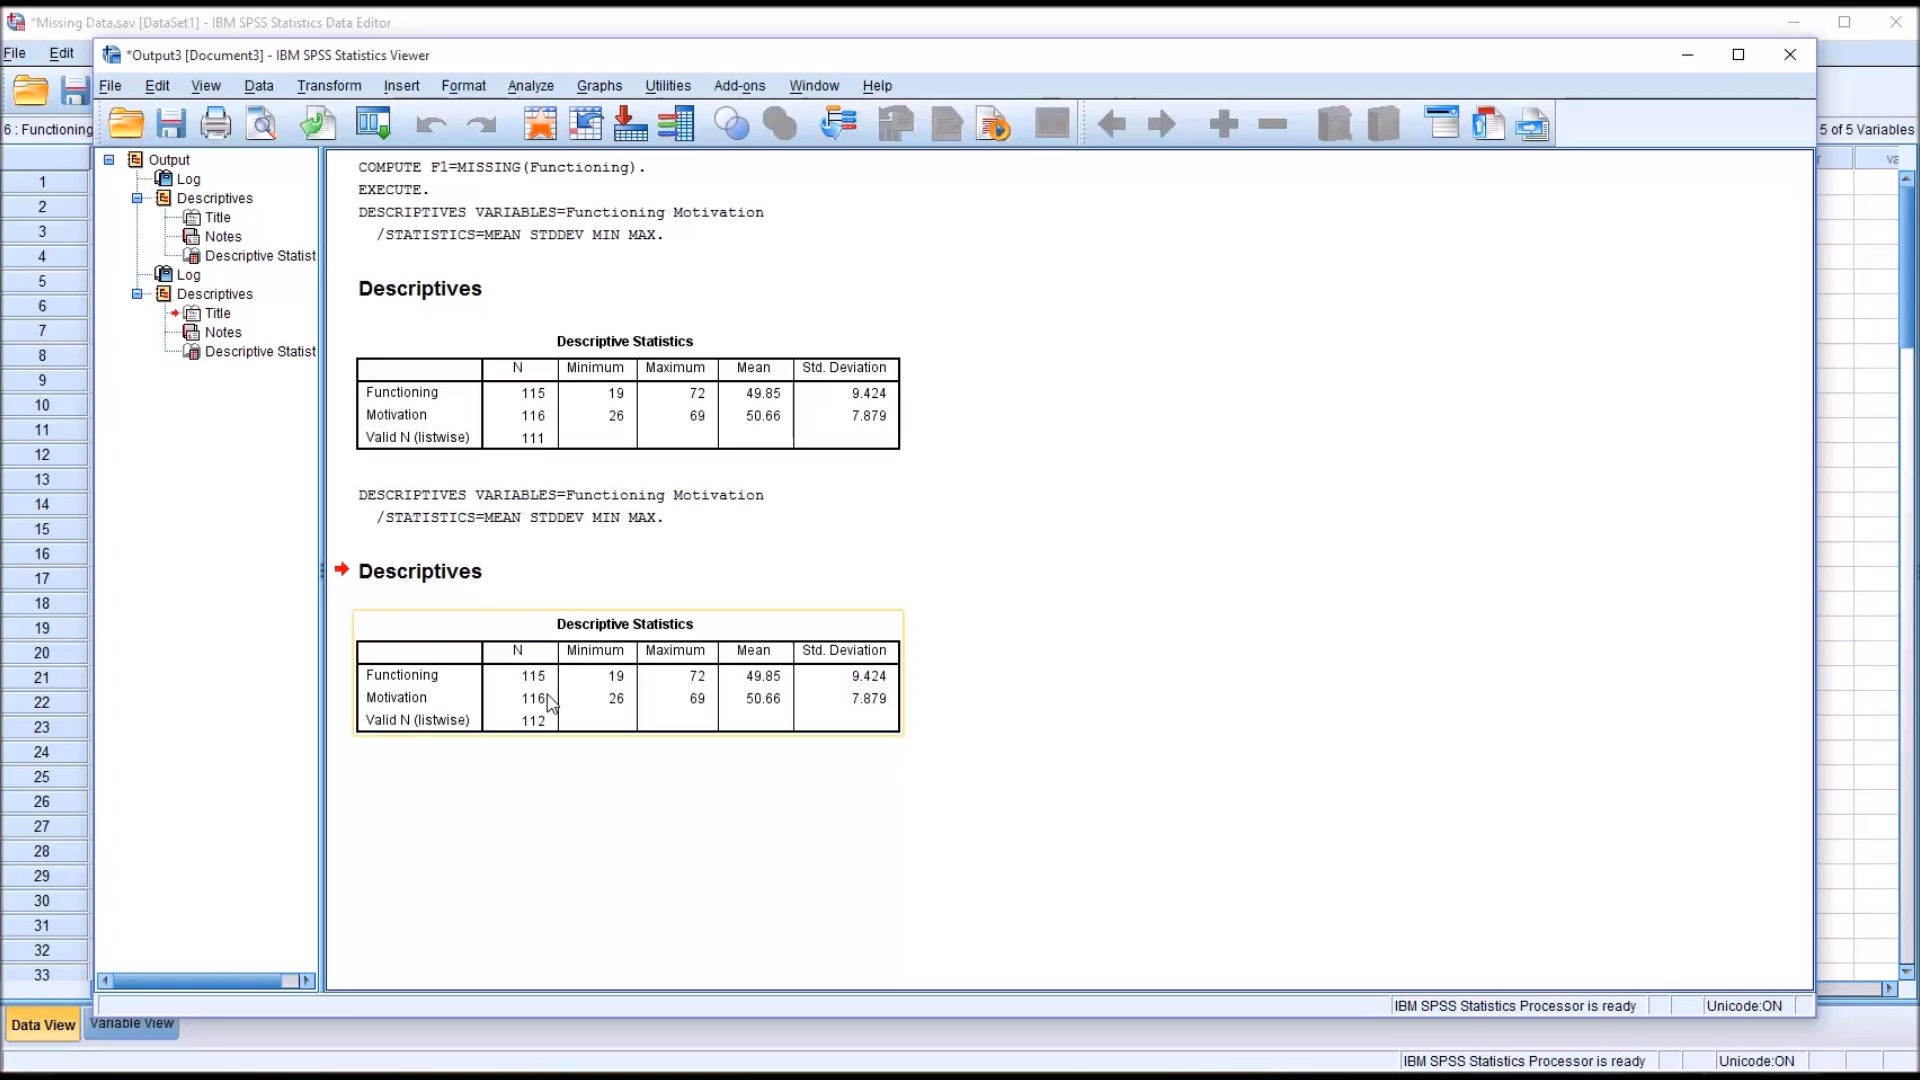 *Missing Data.sav [DataSet1] - IBM SPSS Statistics Data Editor
File Edit
*Output3 [Document3] - IBM SPSS Statistics Viewer
File Edit View Data Transform Insert Format Analyze Graphs Utilities Add-ons Window Help
6 : Functioning
5 of 5 Variables
va
1
2
3
4
5
6
7
8
9
10
11
12
13
14
15
16
17
18
19
20
21
22
23
24
25
26
27
28
29
30
31
32
33
Output
Log
Descriptives
Title
Notes
Descriptive Statist
Log
Descriptives
Title
Notes
Descriptive Statist
COMPUTE F1=MISSING(Functioning).
EXECUTE.
DESCRIPTIVES VARIABLES=Functioning Motivation
/STATISTICS=MEAN STDDEV MIN MAX.
Descriptives
Descriptive Statistics
N Minimum Maximum Mean Std. Deviation
Functioning 115 19 72 49.85 9.424
Motivation 116 26 69 50.66 7.879
Valid N (listwise) 111
DESCRIPTIVES VARIABLES=Functioning Motivation
/STATISTICS=MEAN STDDEV MIN MAX.
Descriptives
Descriptive Statistics
N Minimum Maximum Mean Std. Deviation
Functioning 115 19 72 49.85 9.424
Motivation 116 26 69 50.66 7.879
Valid N (listwise) 112
IBM SPSS Statistics Processor is ready Unicode:ON
Data View Variable View
IBM SPSS Statistics Processor is ready Unicode:ON